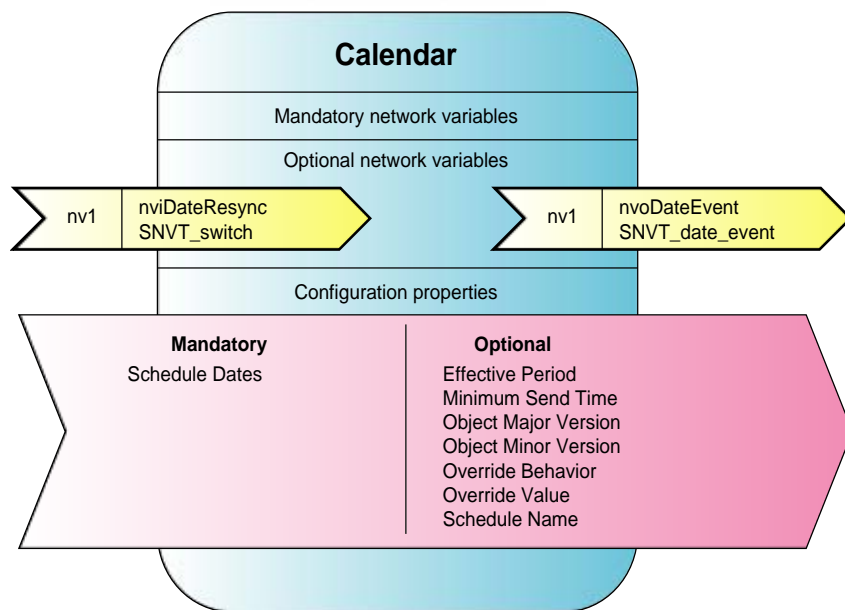 Calendar
Mandatory network variables
Optional network variables
nv1
nviDateResync
SNVT_switch
nv1
nvoDateEvent
SNVT_date_event
Configuration properties
Mandatory
Schedule Dates
Optional
Effective Period
Minimum Send Time
Object Major Version
Object Minor Version
Override Behavior
Override Value
Schedule Name